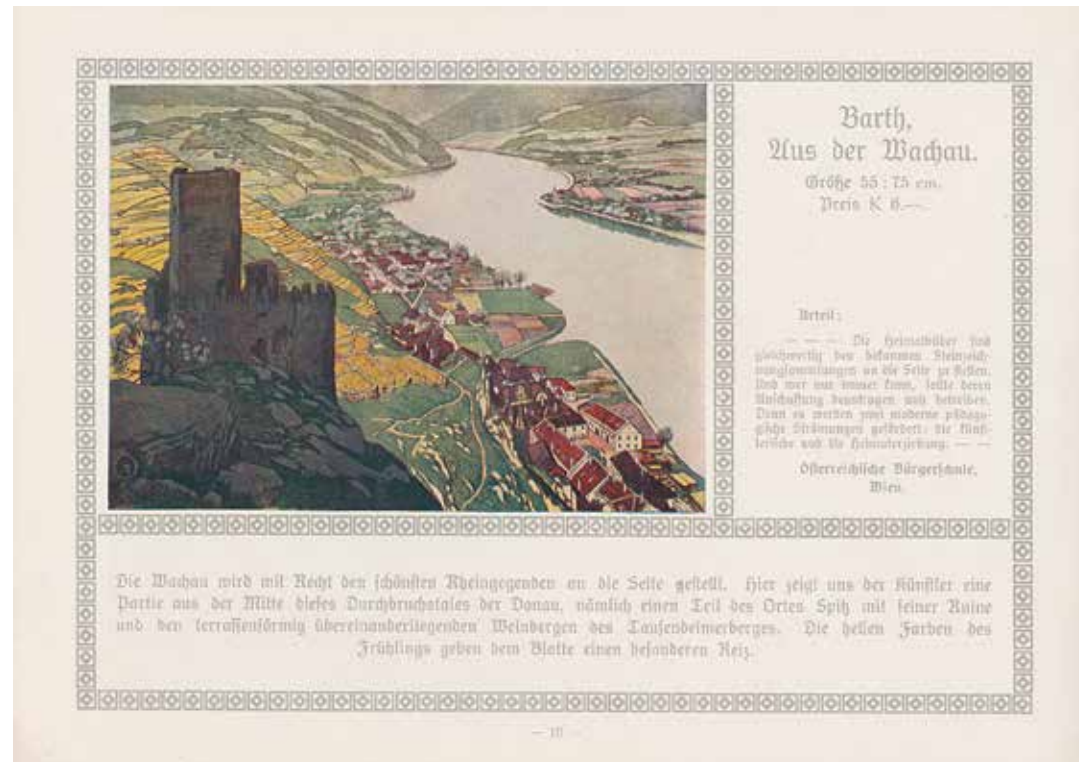 Barth,
Aus der Wachau.
Größe 55 : 75 cm.
Preis K 6.—.
Urteil:
— — — Die Heimatbilder sind
gleichwertig den bekannten Steinzeich-
nungsammlungen an die Seite zu stellen.
Und wer nur immer kann, sollte deren
Anschaffung beantragen und betreiben.
Denn es werden zwei moderne pädago-
gische Strömungen gefördert: die künst-
lerische und die Heimaterziehung. — —
Österreichische Bürgerschule,
Wien.
Die Wachau wird mit Recht den schönsten Rheingegenden an die Seite gestellt. Hier zeigt uns der Künstler eine
Partie aus der Mitte dieses Durchbruchstales der Donau, nämlich einen Teil des Ortes Spitz mit seiner Ruine
und den terrassenförmig übereinanderliegenden Weinbergen des Tausendeimerberges. Die hellen Farben des
Frühlings geben dem Blatte einen besonderen Reiz.